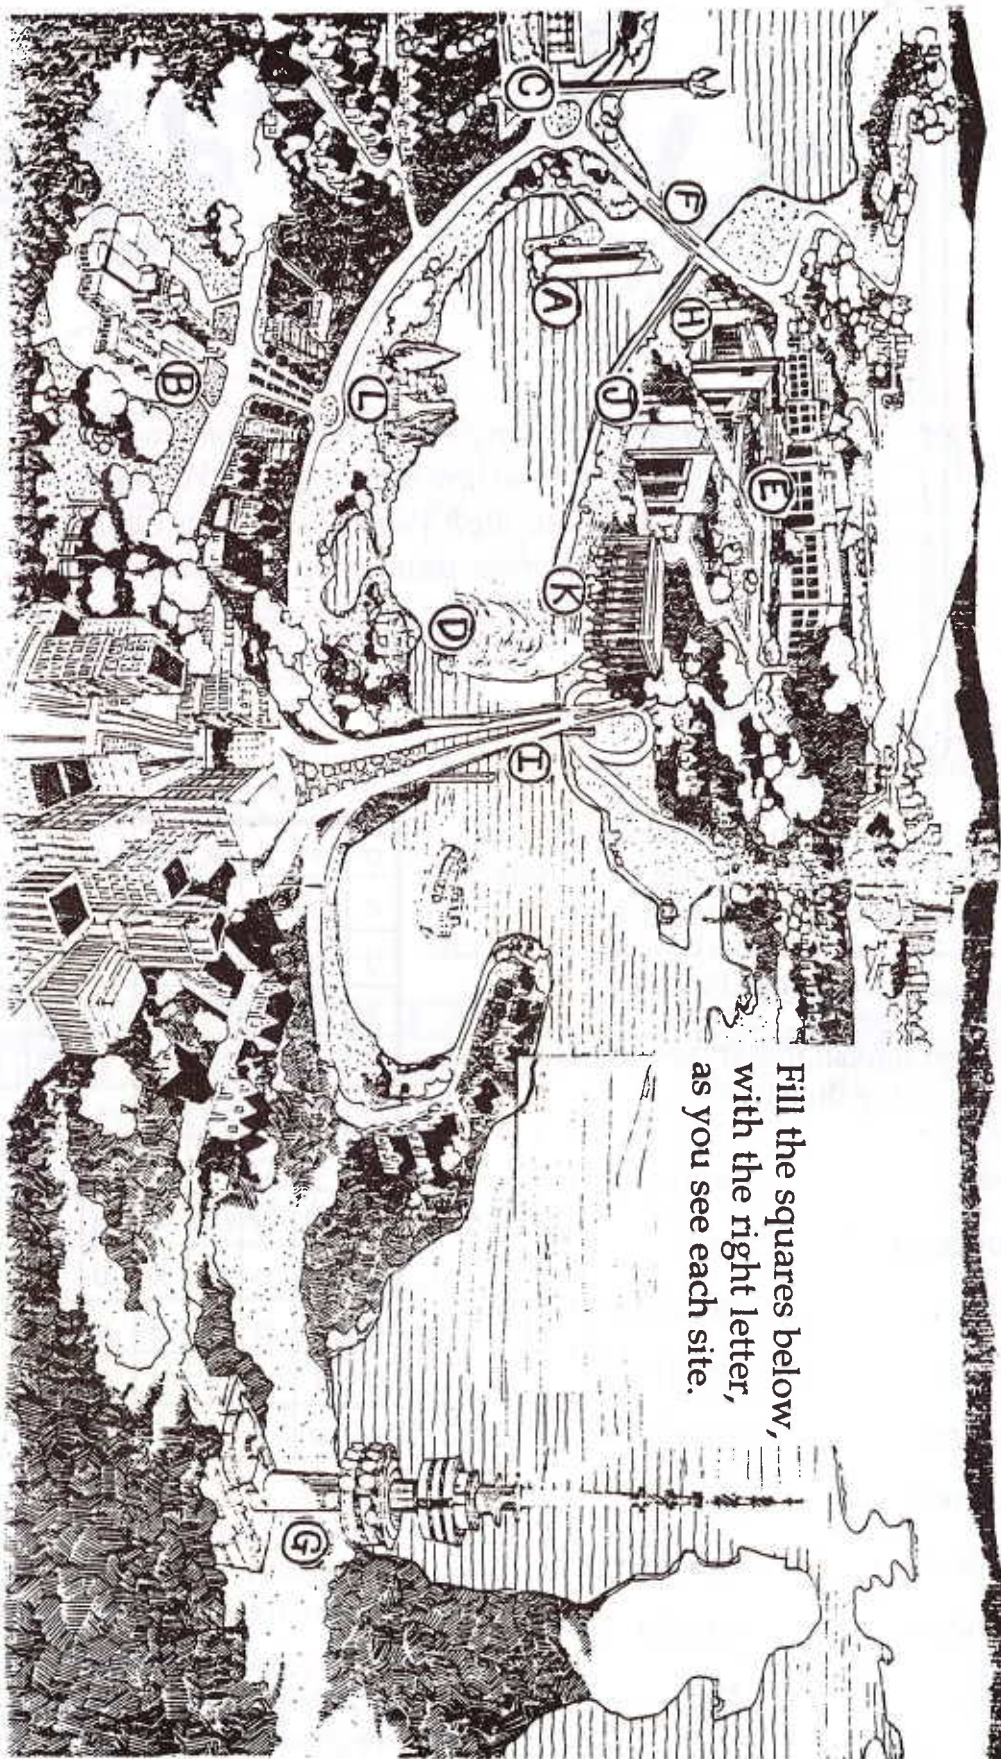 Fill the squares below,
with the right letter,
as you see each site.
C
F
A
H
J
L
B
E
K
D
I
G